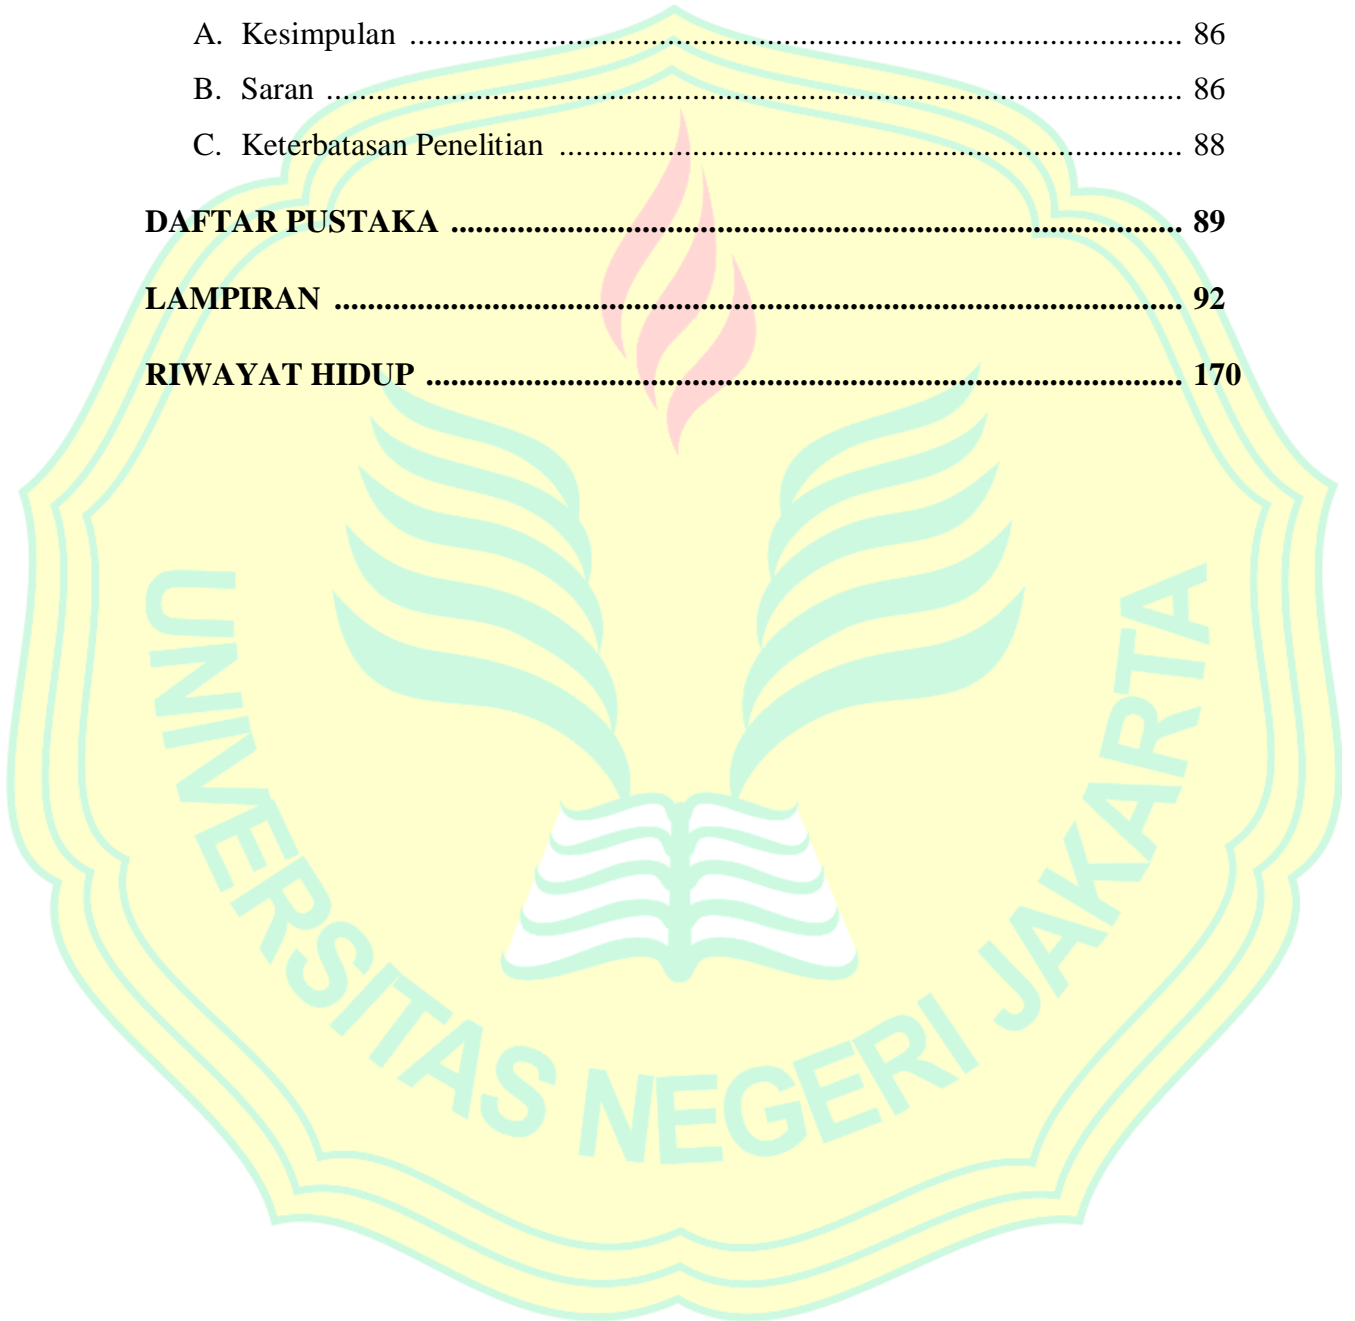 A. Kesimpulan ............................................................................................. 86
B. Saran ....................................................................................................... 86
C. Keterbatasan Penelitian ........................................................................... 88
DAFTAR PUSTAKA ......................................................................................... 89
LAMPIRAN ....................................................................................................... 92
RIWAYAT HIDUP ............................................................................................ 170
UNIVERSITAS NEGERI JAKARTA